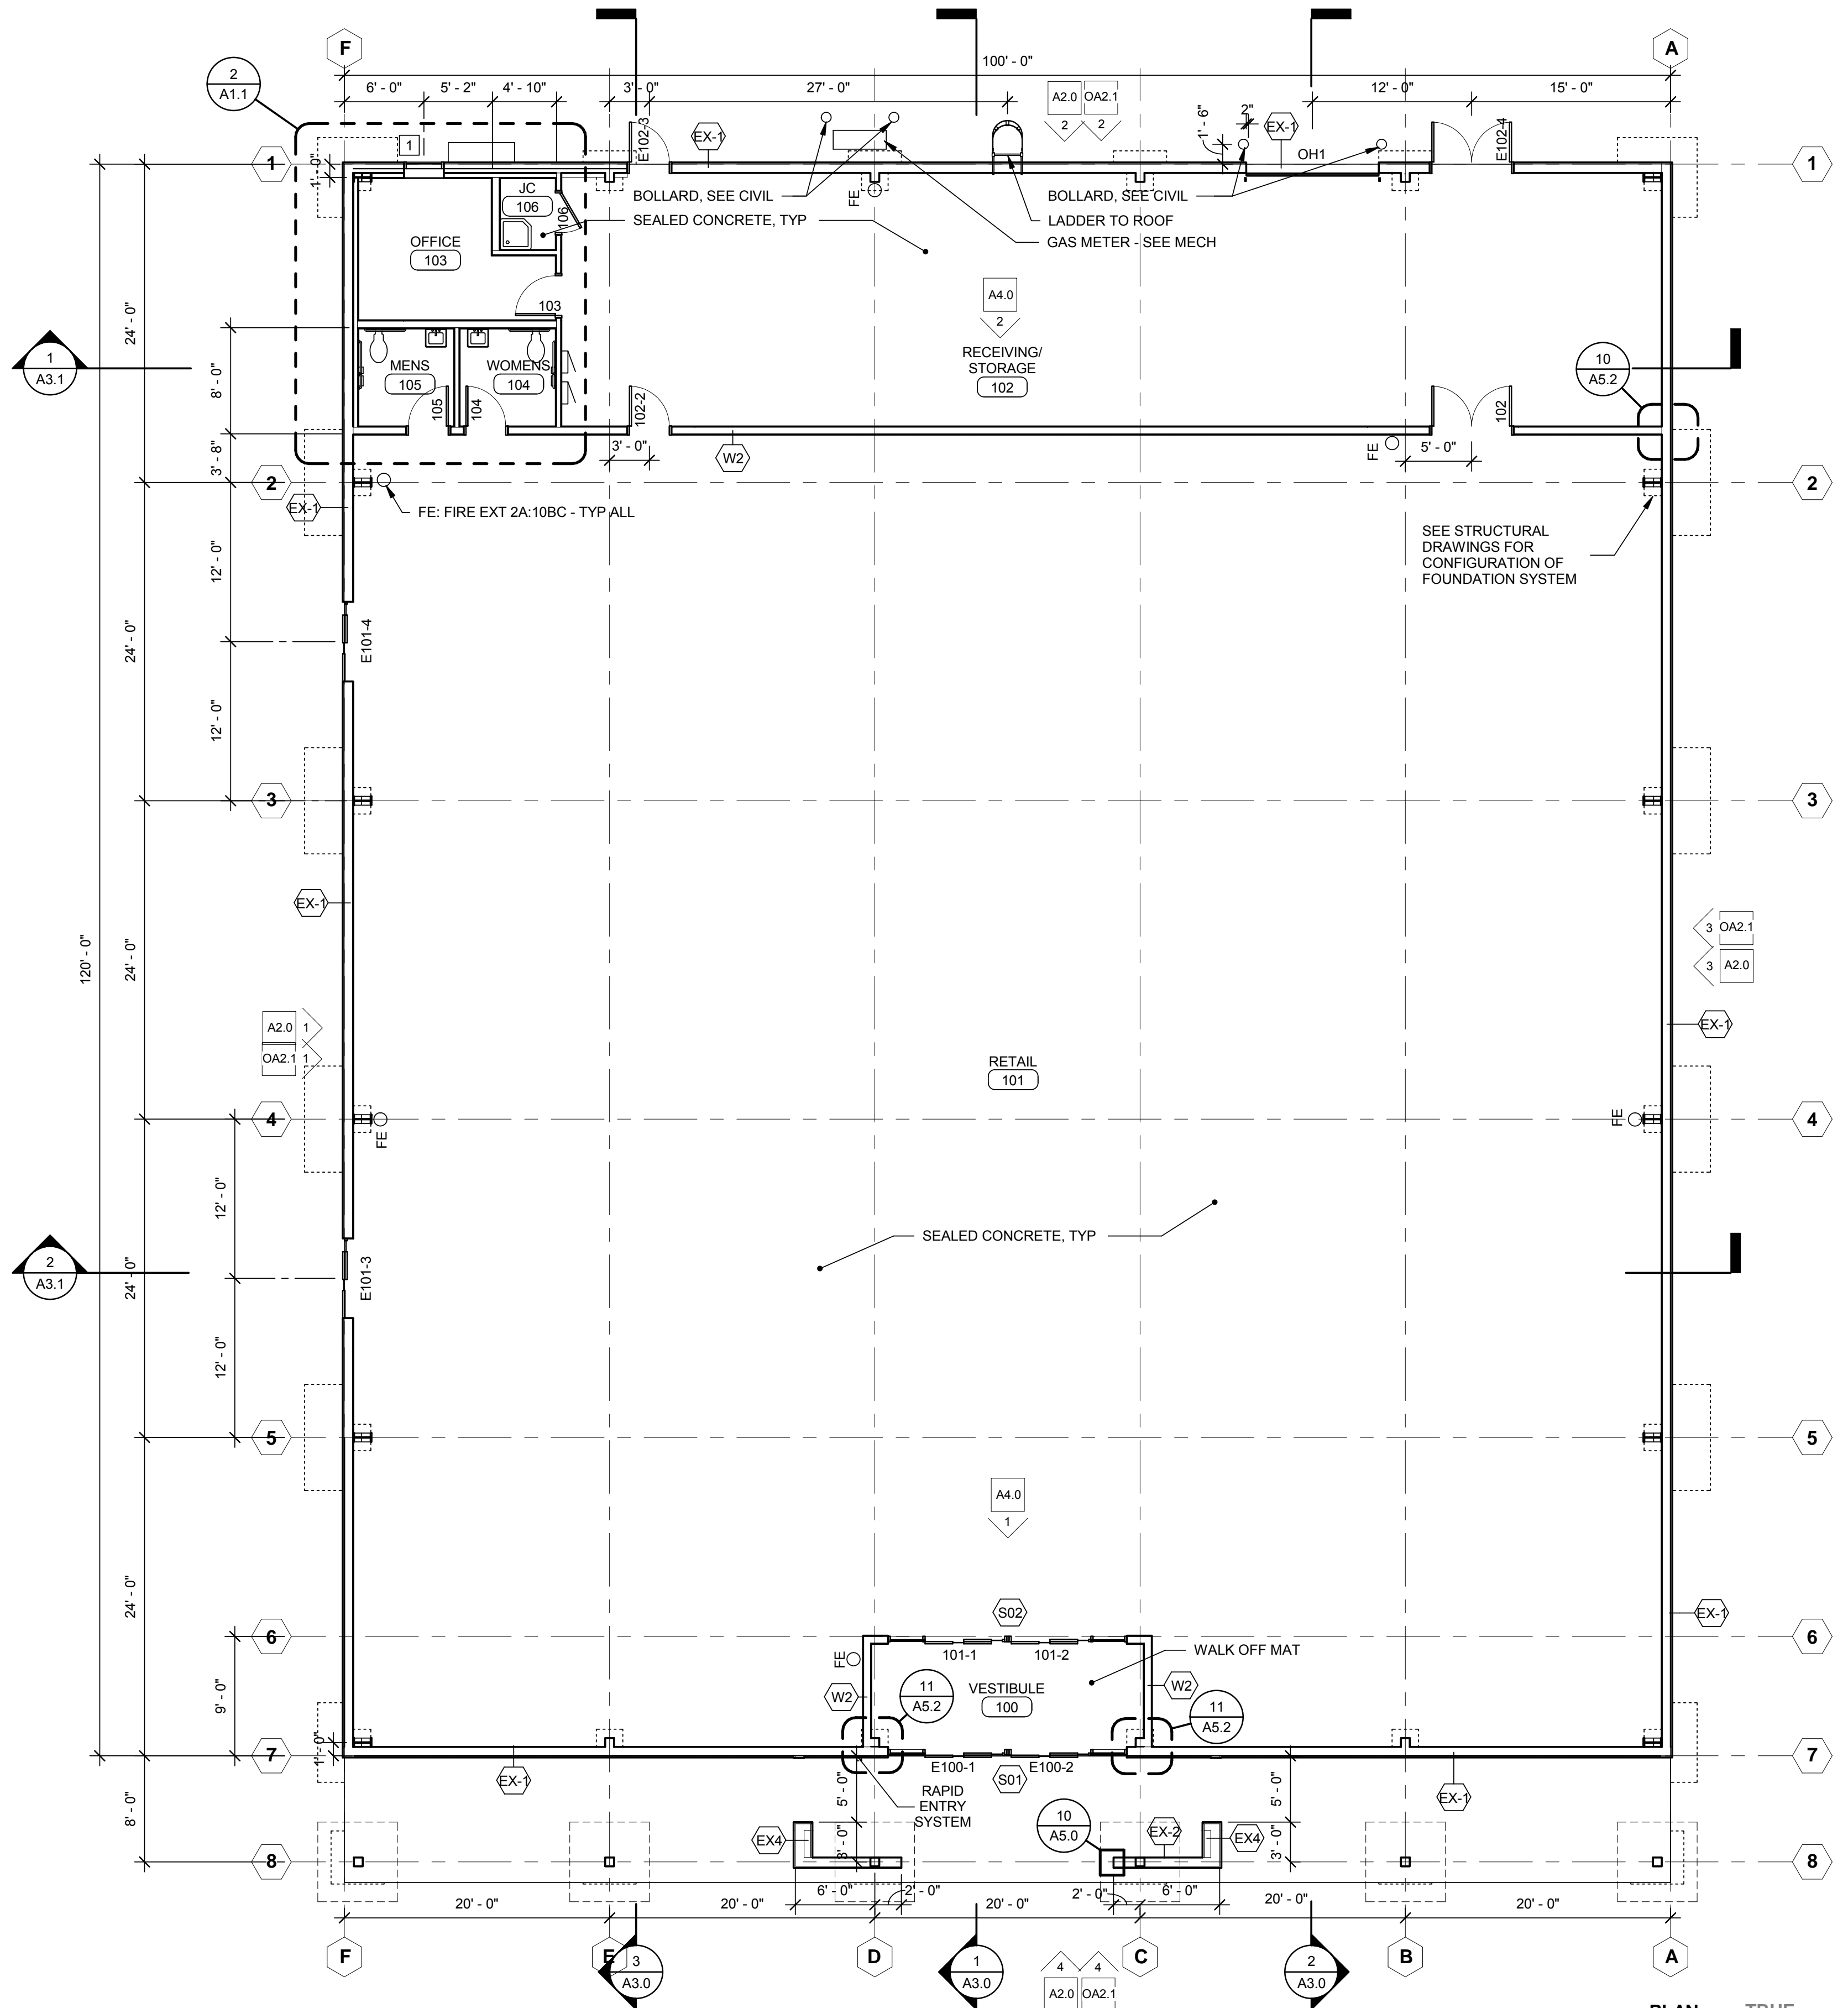 F
A
100' - 0"
2
A1.1
6' - 0"
5' - 2"
4' - 10"
3' - 0"
27' - 0"
A2.0
OA2.1
2
2
12' - 0"
15' - 0"
1' - 6"
2"
E102-3
EX-1
EX-1
E102-4
1
OH1
1
1' - 0"
1
JC
106
106
BOLLARD, SEE CIVIL
FE
BOLLARD, SEE CIVIL
SEALED CONCRETE, TYP
LADDER TO ROOF
GAS METER - SEE MECH
OFFICE
103
103
A4.0
2
24' - 0"
1
A3.1
8' - 0"
MENS
105
WOMENS
104
RECEIVING/
STORAGE
102
10
A5.2
105
104
102-2
102
3' - 0"
W2
FE
5' - 0"
3' - 8"
2
2
EX-1
FE: FIRE EXT 2A:10BC - TYP ALL
SEE STRUCTURAL
DRAWINGS FOR
CONFIGURATION OF
FOUNDATION SYSTEM
12' - 0"
24' - 0"
E101-4
12' - 0"
3
3
EX-1
120' - 0"
24' - 0"
3
OA2.1
3
A2.0
A2.0
1
OA2.1
1
EX-1
RETAIL
101
4
FE
FE
4
12' - 0"
SEALED CONCRETE, TYP
2
A3.1
24' - 0"
E101-3
12' - 0"
5
5
A4.0
1
24' - 0"
S02
EX-1
6
6
FE
101-1
101-2
WALK OFF MAT
9' - 0"
W2
11
A5.2
VESTIBULE
100
W2
11
A5.2
7
1' - 0"
7
E100-1
S01
E100-2
EX-1
RAPID
ENTRY
SYSTEM
5' - 0"
5' - 0"
EX-1
8' - 0"
10
A5.0
EX4
3' - 0"
EX-2
EX4
3' - 0"
8
8
6' - 0"
2' - 0"
2' - 0"
6' - 0"
20' - 0"
20' - 0"
20' - 0"
20' - 0"
20' - 0"
F
E
3
A3.0
D
1
A3.0
C
2
A3.0
B
A
4
4
A2.0
OA2.1
PLAN
TRUE